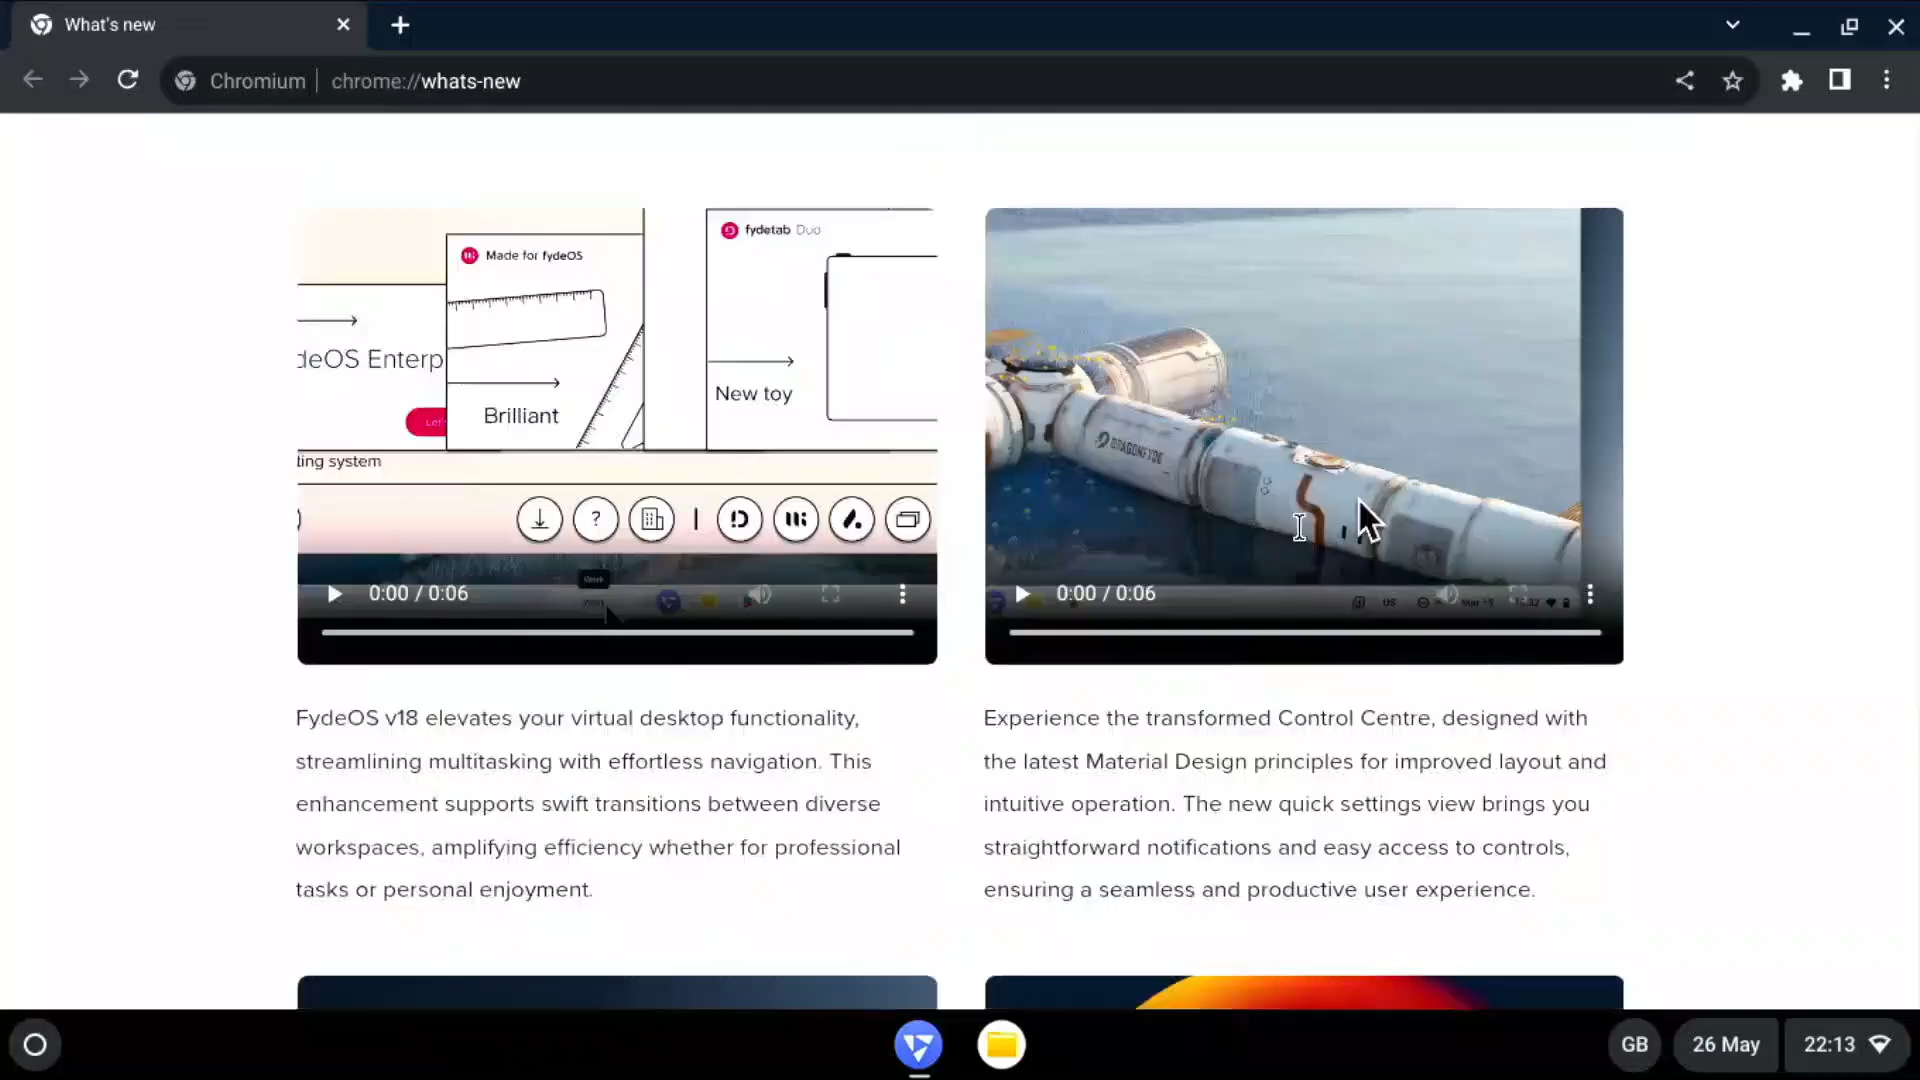 What's new
Chromium chrome://whats-new
Made for fydeOS
fydetab Duo
deOS Enterp
Brilliant
New toy
Let's
ting system
DRAGONFYDE
Work
0:00 / 0:06
0:00 / 0:06
US
FydeOS v18 elevates your virtual desktop functionality,
streamlining multitasking with effortless navigation. This
enhancement supports swift transitions between diverse
workspaces, amplifying efficiency whether for professional
tasks or personal enjoyment.
Experience the transformed Control Centre, designed with
the latest Material Design principles for improved layout and
intuitive operation. The new quick settings view brings you
straightforward notifications and easy access to controls,
ensuring a seamless and productive user experience.
GB 26 May 22:13